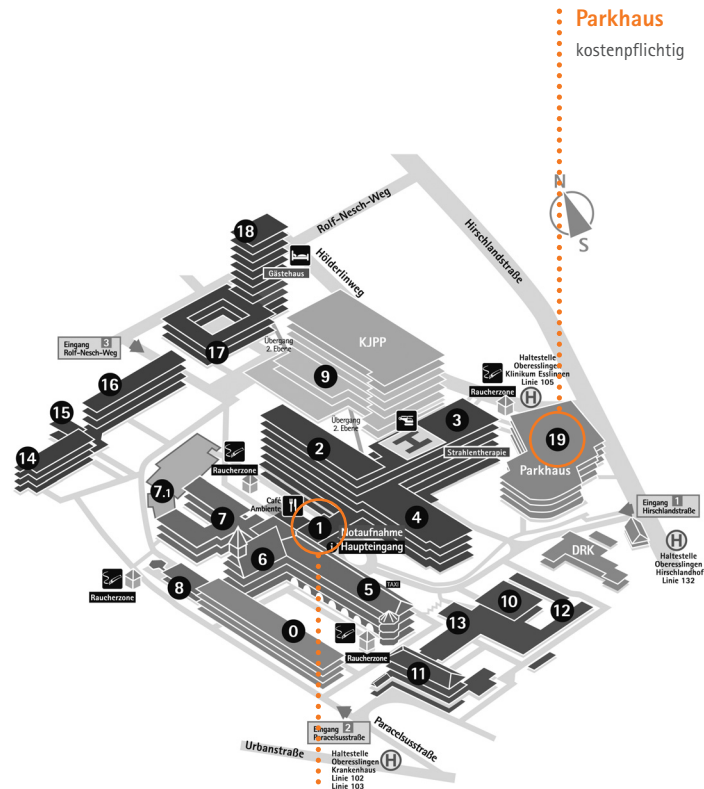 Parkhaus
kostenpflichtig
N
S
Rolf-Nesch-Weg
Hirschlandstraße
18
Gästehaus
Hölderlinweg
Eingang 3
Rolf-Nesch-Weg
17
Übergang
2. Ebene
KJPP
9
16
15
14
Haltestelle
Oberesslingen
Klinikum Esslingen
Linie 105
H
Raucherzone
3
H
Übergang
2. Ebene
2
Strahlentherapie
19
Parkhaus
Raucherzone
7.1
7
Café
Ambiente
1
Notaufnahme
i Haupteingang
4
Eingang 1
Hirschlandstraße
H
Haltestelle
Oberesslingen
Hirschlandhof
Linie 132
DRK
6
5
TAXI
8
Raucherzone
0
Raucherzone
10
12
13
11
Eingang 2
Paracelsusstraße
Paracelsusstraße
Urbanstraße
Haltestelle
Oberesslingen
Krankenhaus
Linie 102
Linie 103
H